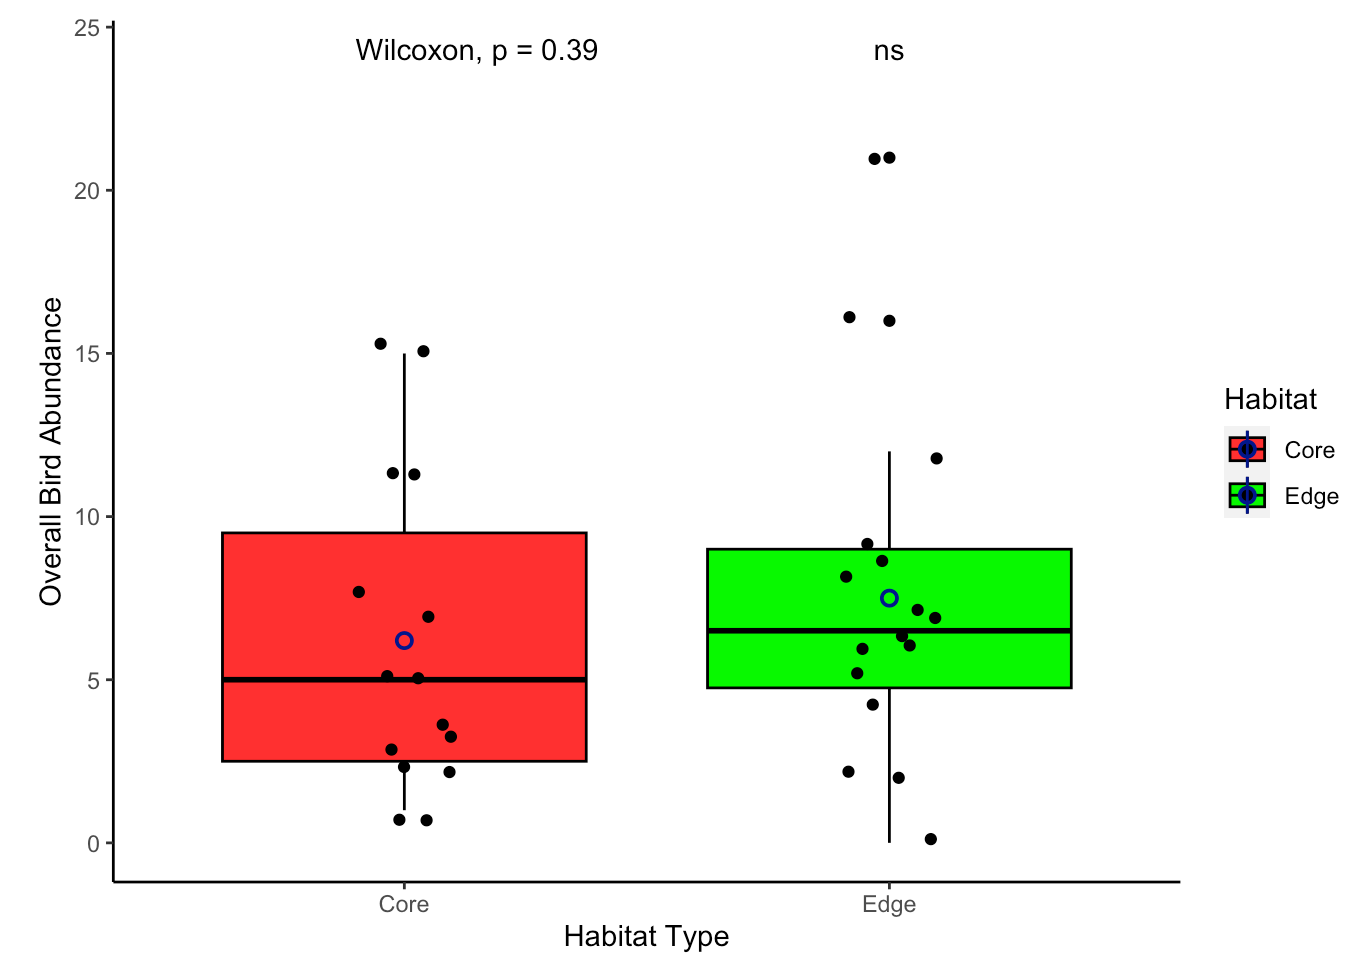 Wilcoxon, p = 0.39
ns
25
20
15
10
5
0
Overall Bird Abundance
Core
Edge
Habitat Type
Habitat
Core
Edge